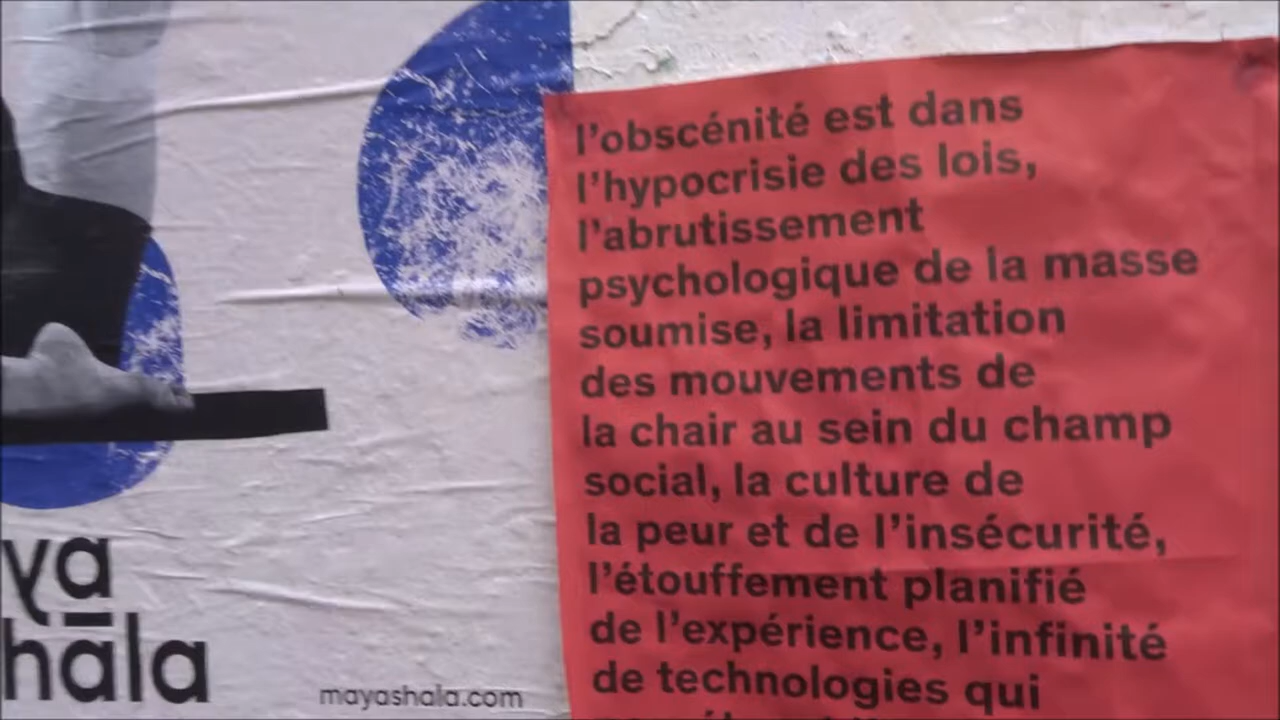 ya
hāla
mayashala.com
l'obscénité est dans
l'hypocrisie des lois,
l'abrutissement
psychologique de la masse
soumise, la limitation
des mouvements de
la chair au sein du champ
social, la culture de
la peur et de l'insécurité,
l'étouffement planifié
de l'expérience, l'infinité
de technologies qui